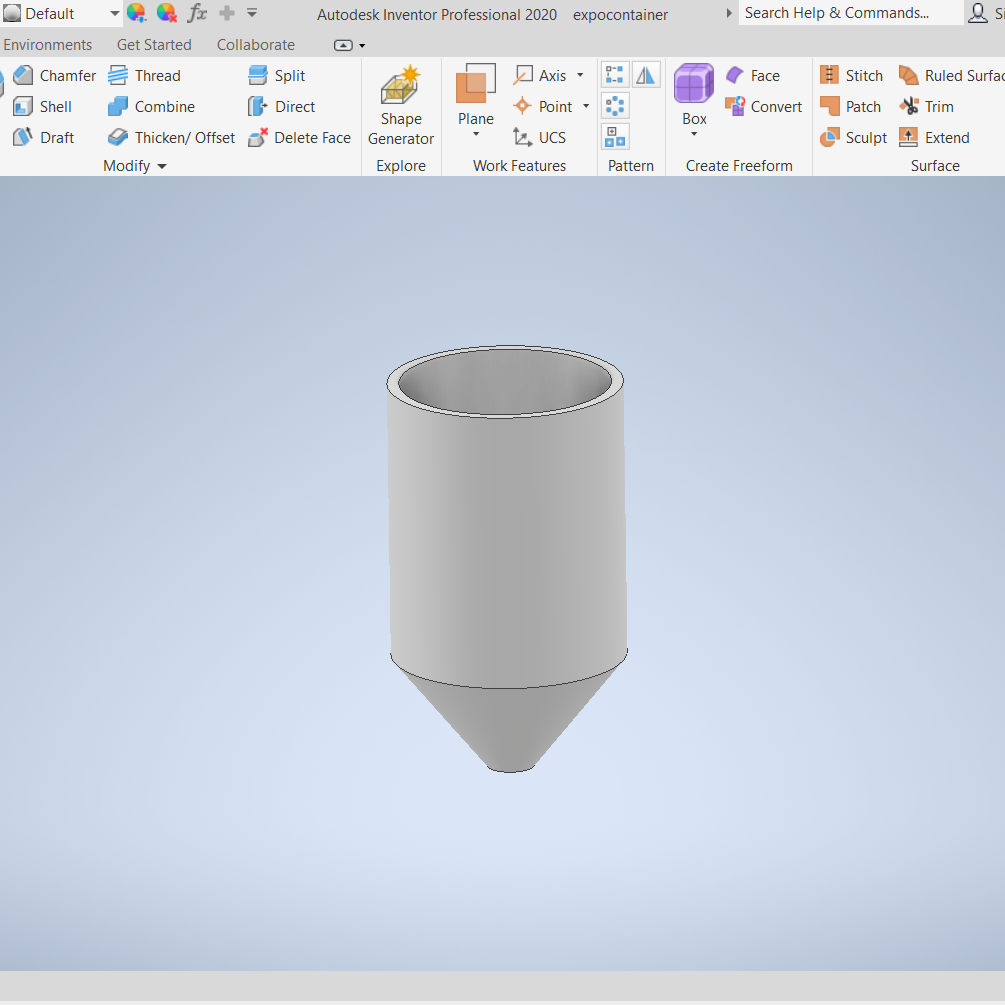 Default fx Autodesk Inventor Professional 2020 expocontainer Search Help & Commands... Si
Environments Get Started Collaborate
Chamfer Thread Split Axis Face Stitch Ruled Surfac
Shell Combine Direct Shape Plane Point Box Convert Patch Trim
Draft Thicken/ Offset Delete Face Generator UCS Sculpt Extend
Modify Explore Work Features Pattern Create Freeform Surface